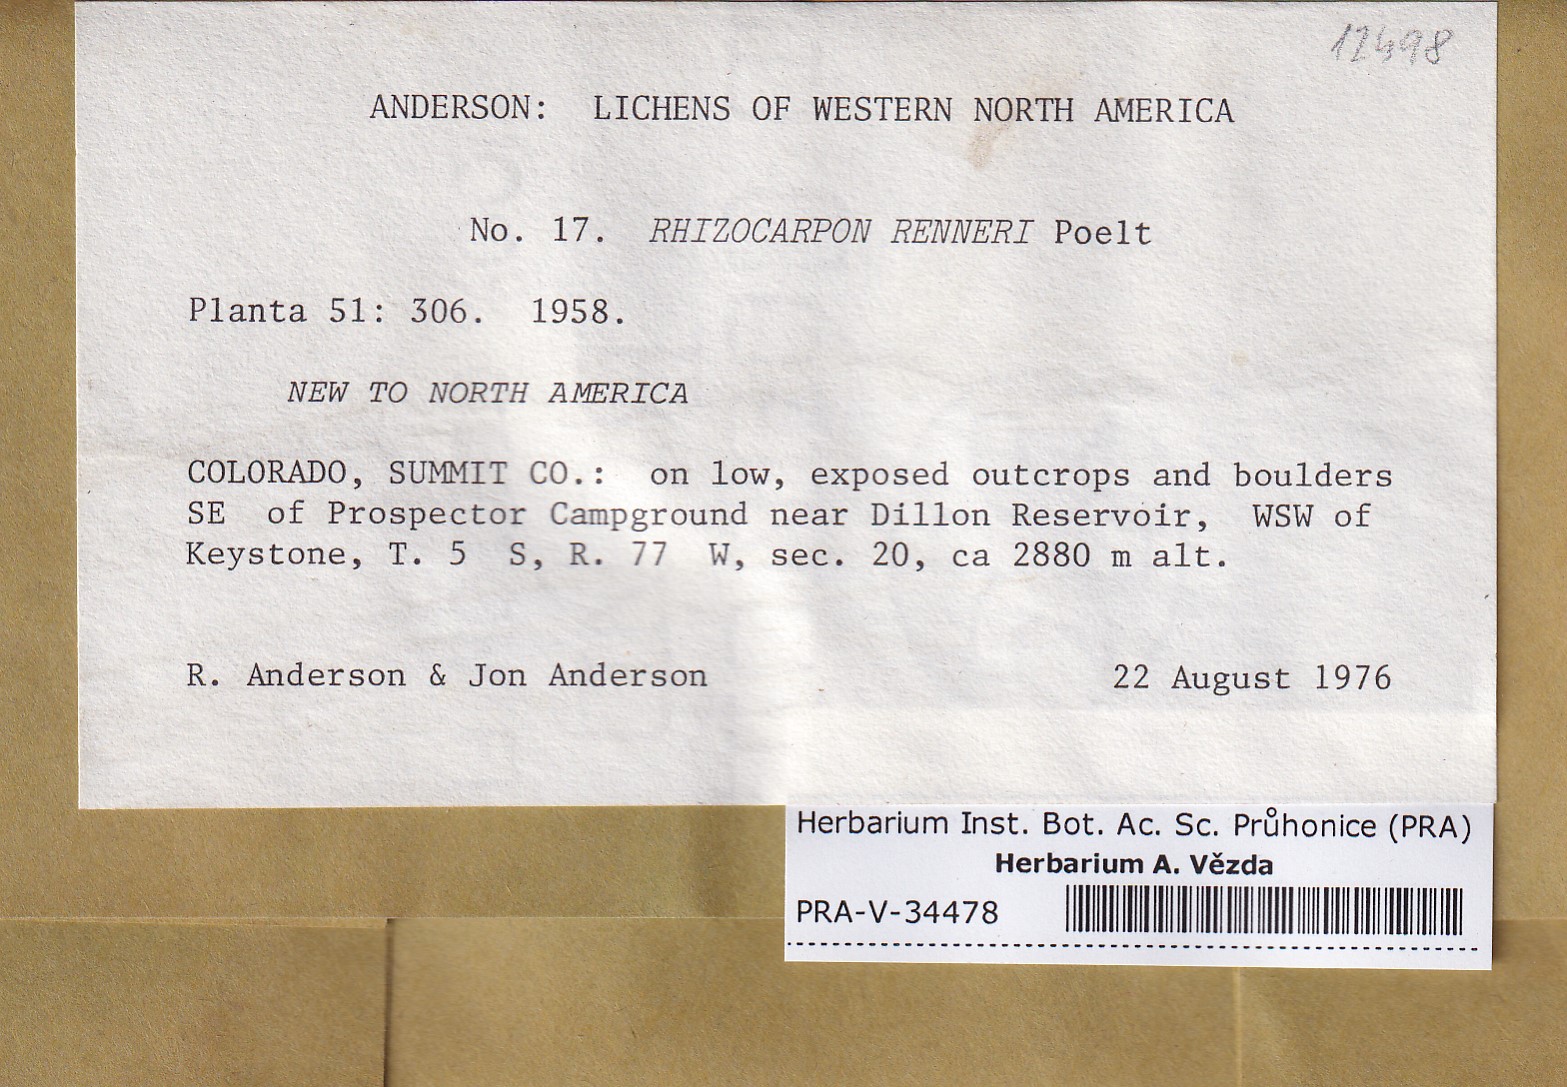 12498
ANDERSON: LICHENS OF WESTERN NORTH AMERICA
No. 17. RHIZOCARPON RENNERI Poelt
Planta 51: 306. 1958.
NEW TO NORTH AMERICA
COLORADO, SUMMIT CO.: on low, exposed outcrops and boulders
SE of Prospector Campground near Dillon Reservoir, WSW of
Keystone, T. 5 S, R. 77 W, sec. 20, ca 2880 m alt.
R. Anderson & Jon Anderson 22 August 1976
Herbarium Inst. Bot. Ac. Sc. Průhonice (PRA)
Herbarium A. Vězda
PRA-V-34478